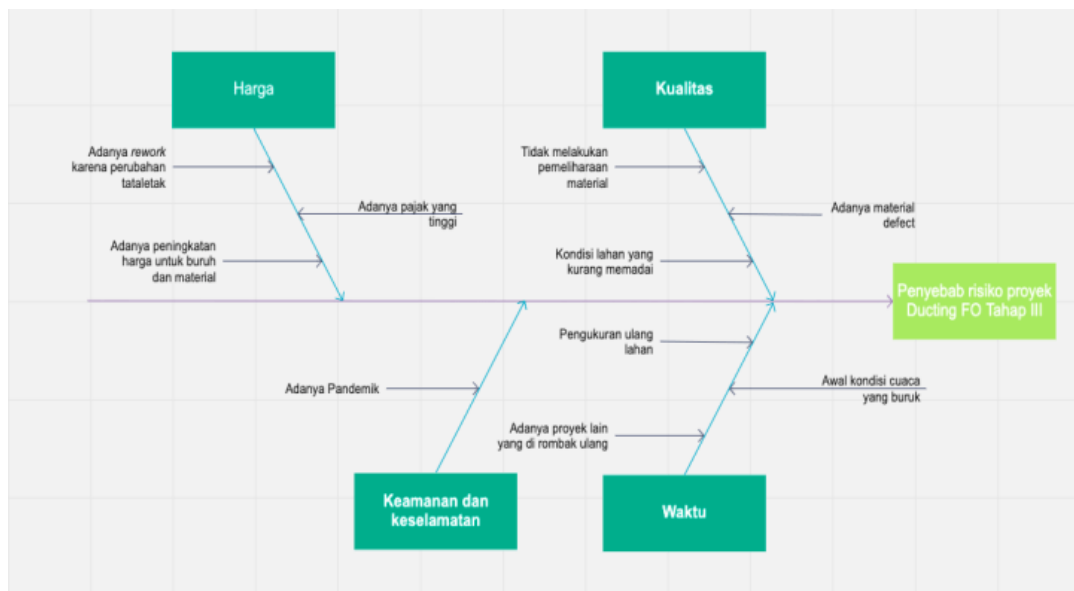 Harga
Kualitas
Adanya rework
karena perubahan
tataletak
Adanya pajak yang
tinggi
Adanya peningkatan
harga untuk buruh
dan material
Tidak melakukan
pemeliharaan
material
Adanya material
defect
Kondisi lahan yang
kurang memadai
Penyebab risiko proyek
Ducting FO Tahap III
Pengukuran ulang
lahan
Adanya Pandemik
Awal kondisi cuaca
yang buruk
Adanya proyek lain
yang di rombak ulang
Keamanan dan
keselamatan
Waktu